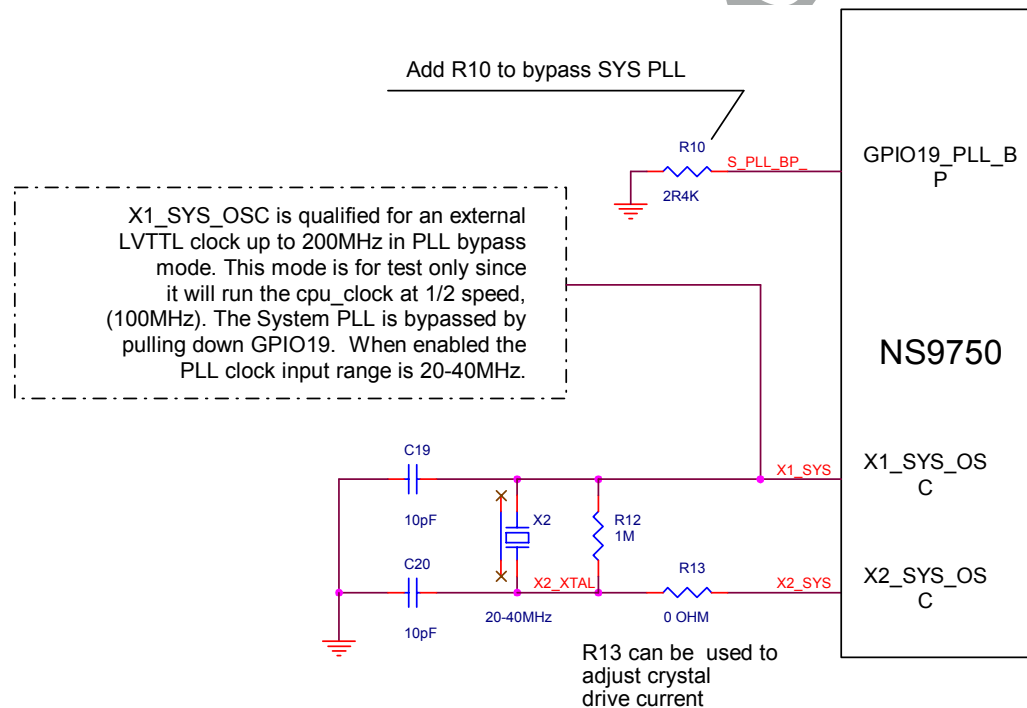 Add R10 to bypass SYS PLL
R10
S_PLL_BP_
2R4K
GPIO19_PLL_B
P
X1_SYS_OSC is qualified for an external
LVTTL clock up to 200MHz in PLL bypass
mode. This mode is for test only since
it will run the cpu_clock at 1/2 speed,
(100MHz). The System PLL is bypassed by
pulling down GPIO19. When enabled the
PLL clock input range is 20-40MHz.
NS9750
C19
10pF
X1_SYS
X1_SYS_OS
C
X2
R12
1M
C20
10pF
X2_XTAL
20-40MHz
R13
0 OHM
X2_SYS
X2_SYS_OS
C
R13 can be used to
adjust crystal
drive current